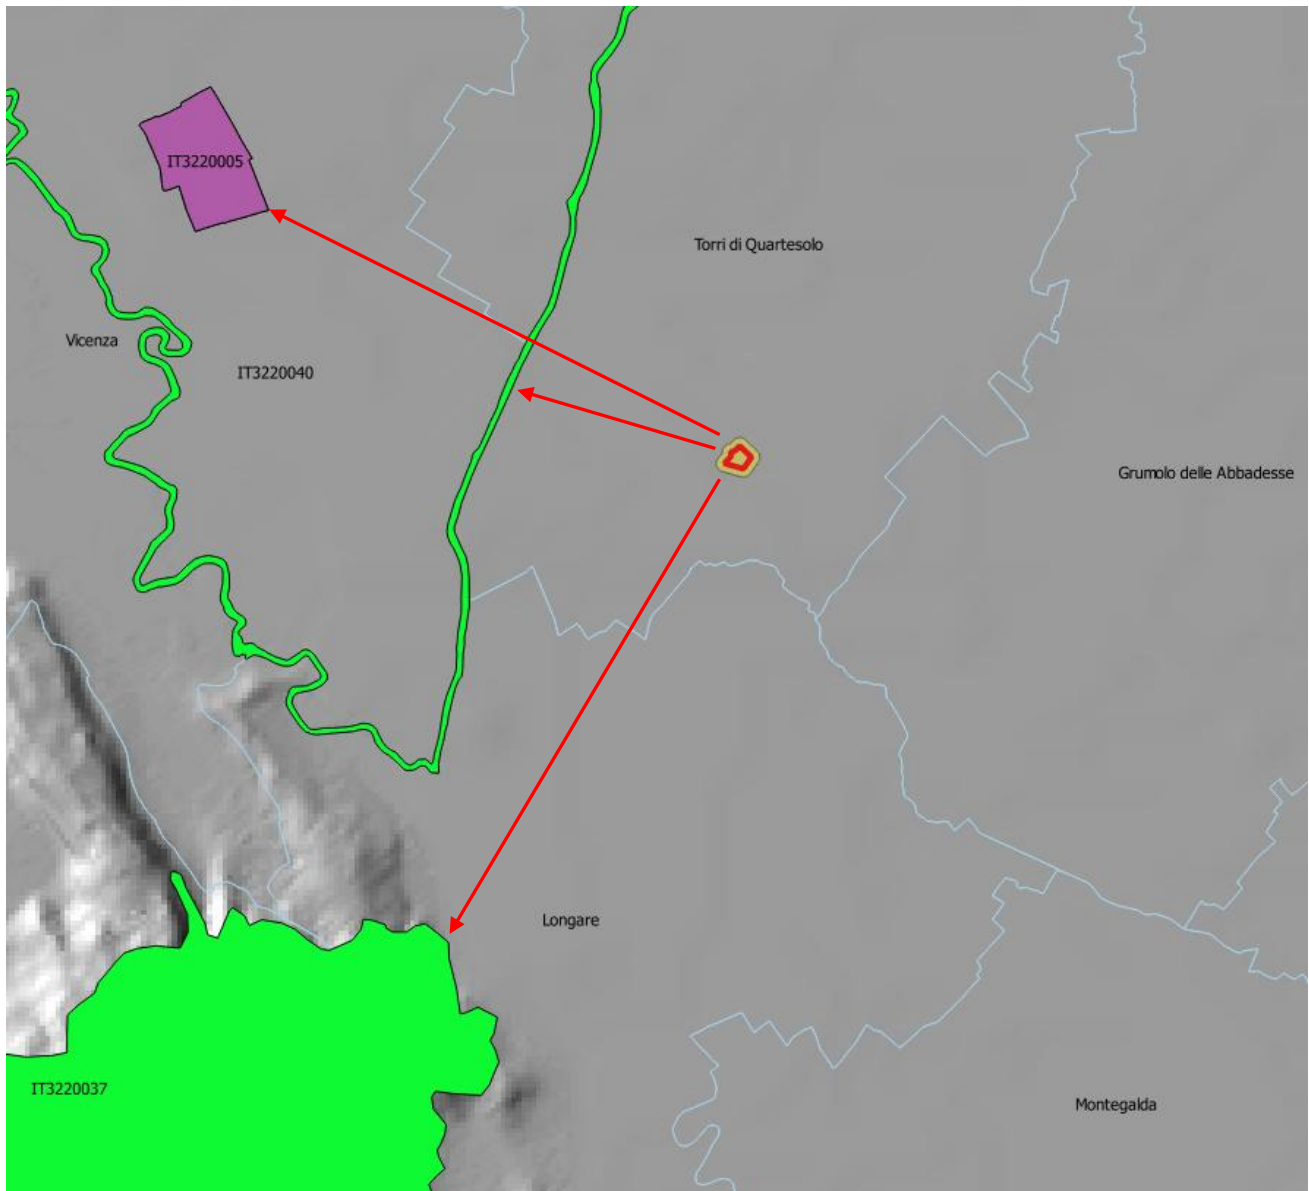 IT3220005
Torri di Quartesolo
Vicenza
IT3220040
Grumolo delle Abbadesse
Longare
IT3220037
Montegalda